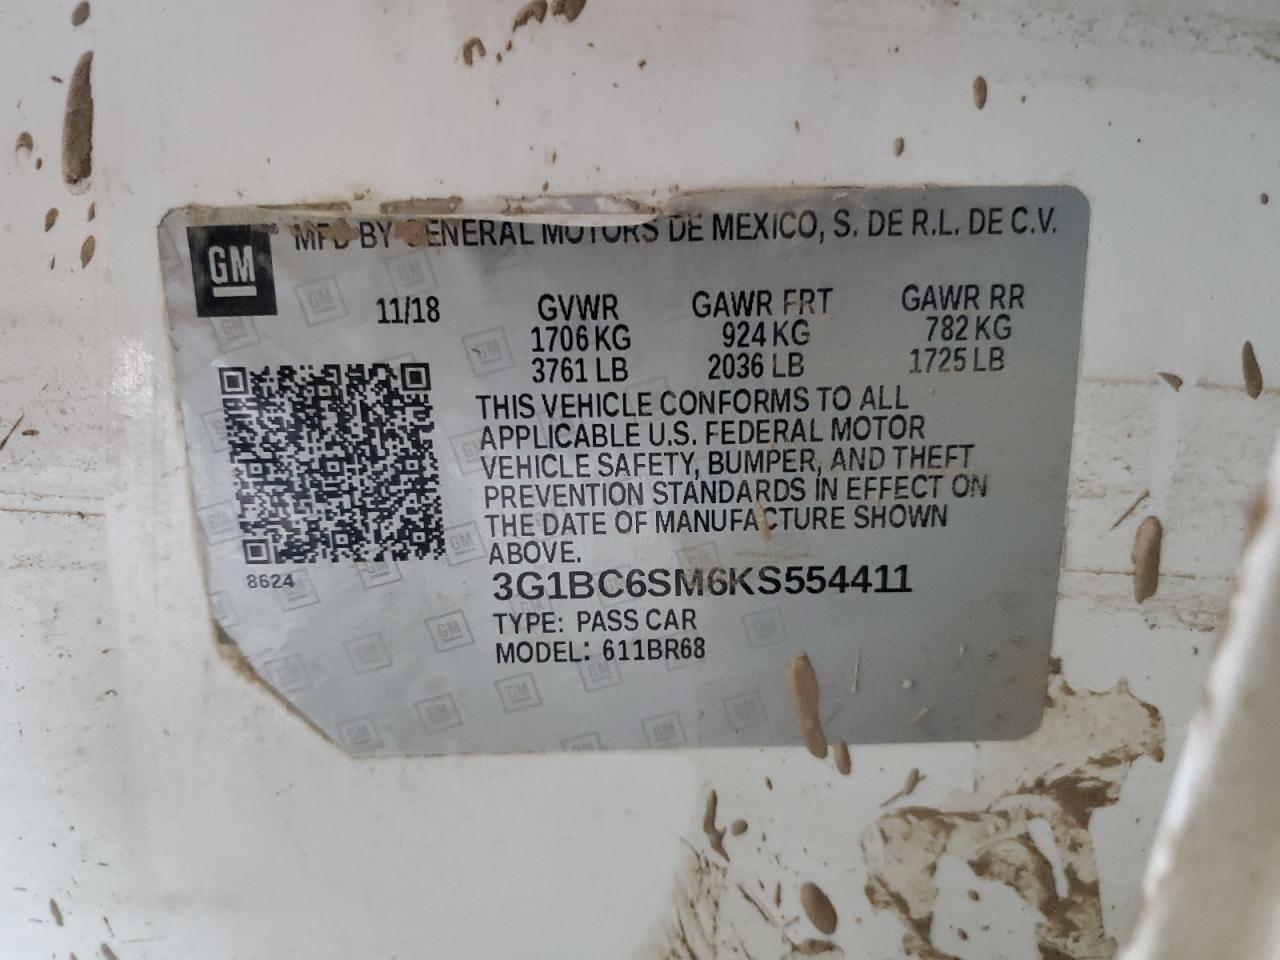 GM
MFD BY GENERAL MOTORS DE MEXICO, S. DE R.L. DE C.V.
11/18 GVWR GAWR FRT GAWR RR
1706 KG 924 KG 782 KG
3761 LB 2036 LB 1725 LB
THIS VEHICLE CONFORMS TO ALL
APPLICABLE U.S. FEDERAL MOTOR
VEHICLE SAFETY, BUMPER, AND THEFT
PREVENTION STANDARDS IN EFFECT ON
THE DATE OF MANUFACTURE SHOWN
ABOVE.
8624
3G1BC6SM6KS554411
TYPE: PASS CAR
MODEL: 611BR68